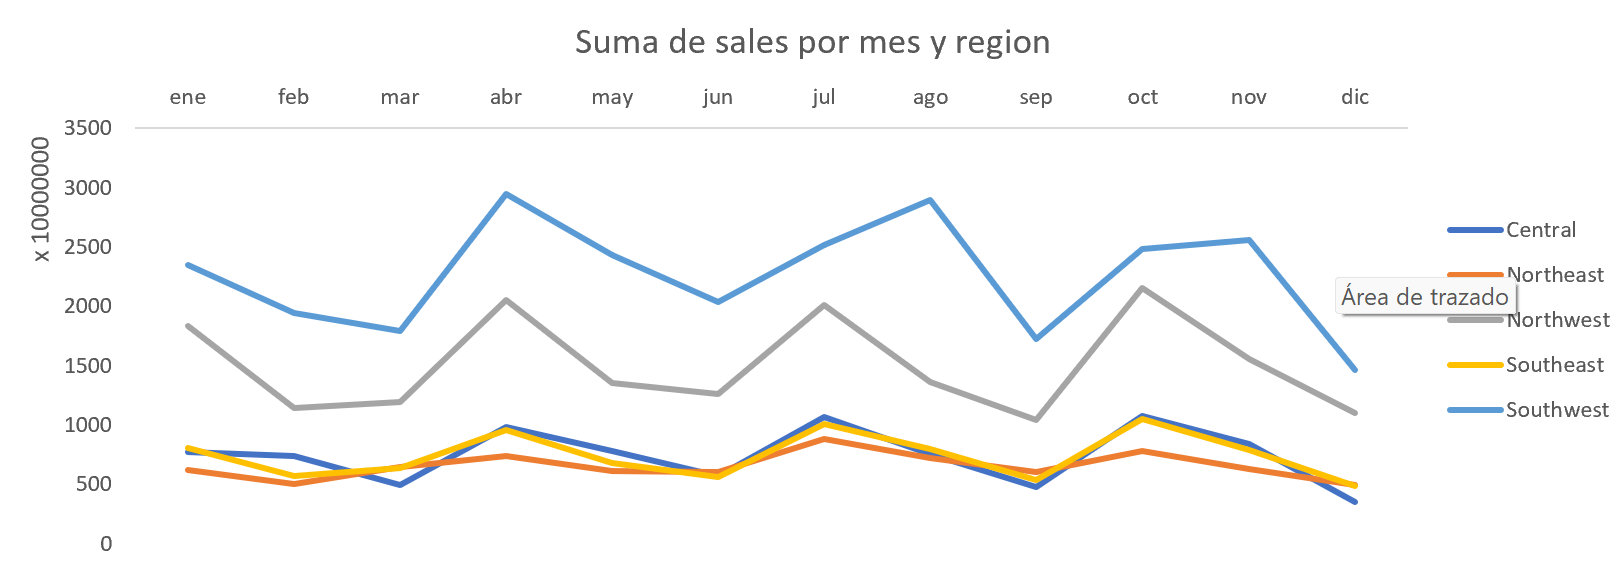 Suma de sales por mes y region
ene feb mar abr may jun jul ago sep oct nov dic
x 10000000
3500
3000
2500
2000
1500
1000
500
0
Central
Northeast
Área de trazado
Northwest
Southeast
Southwest